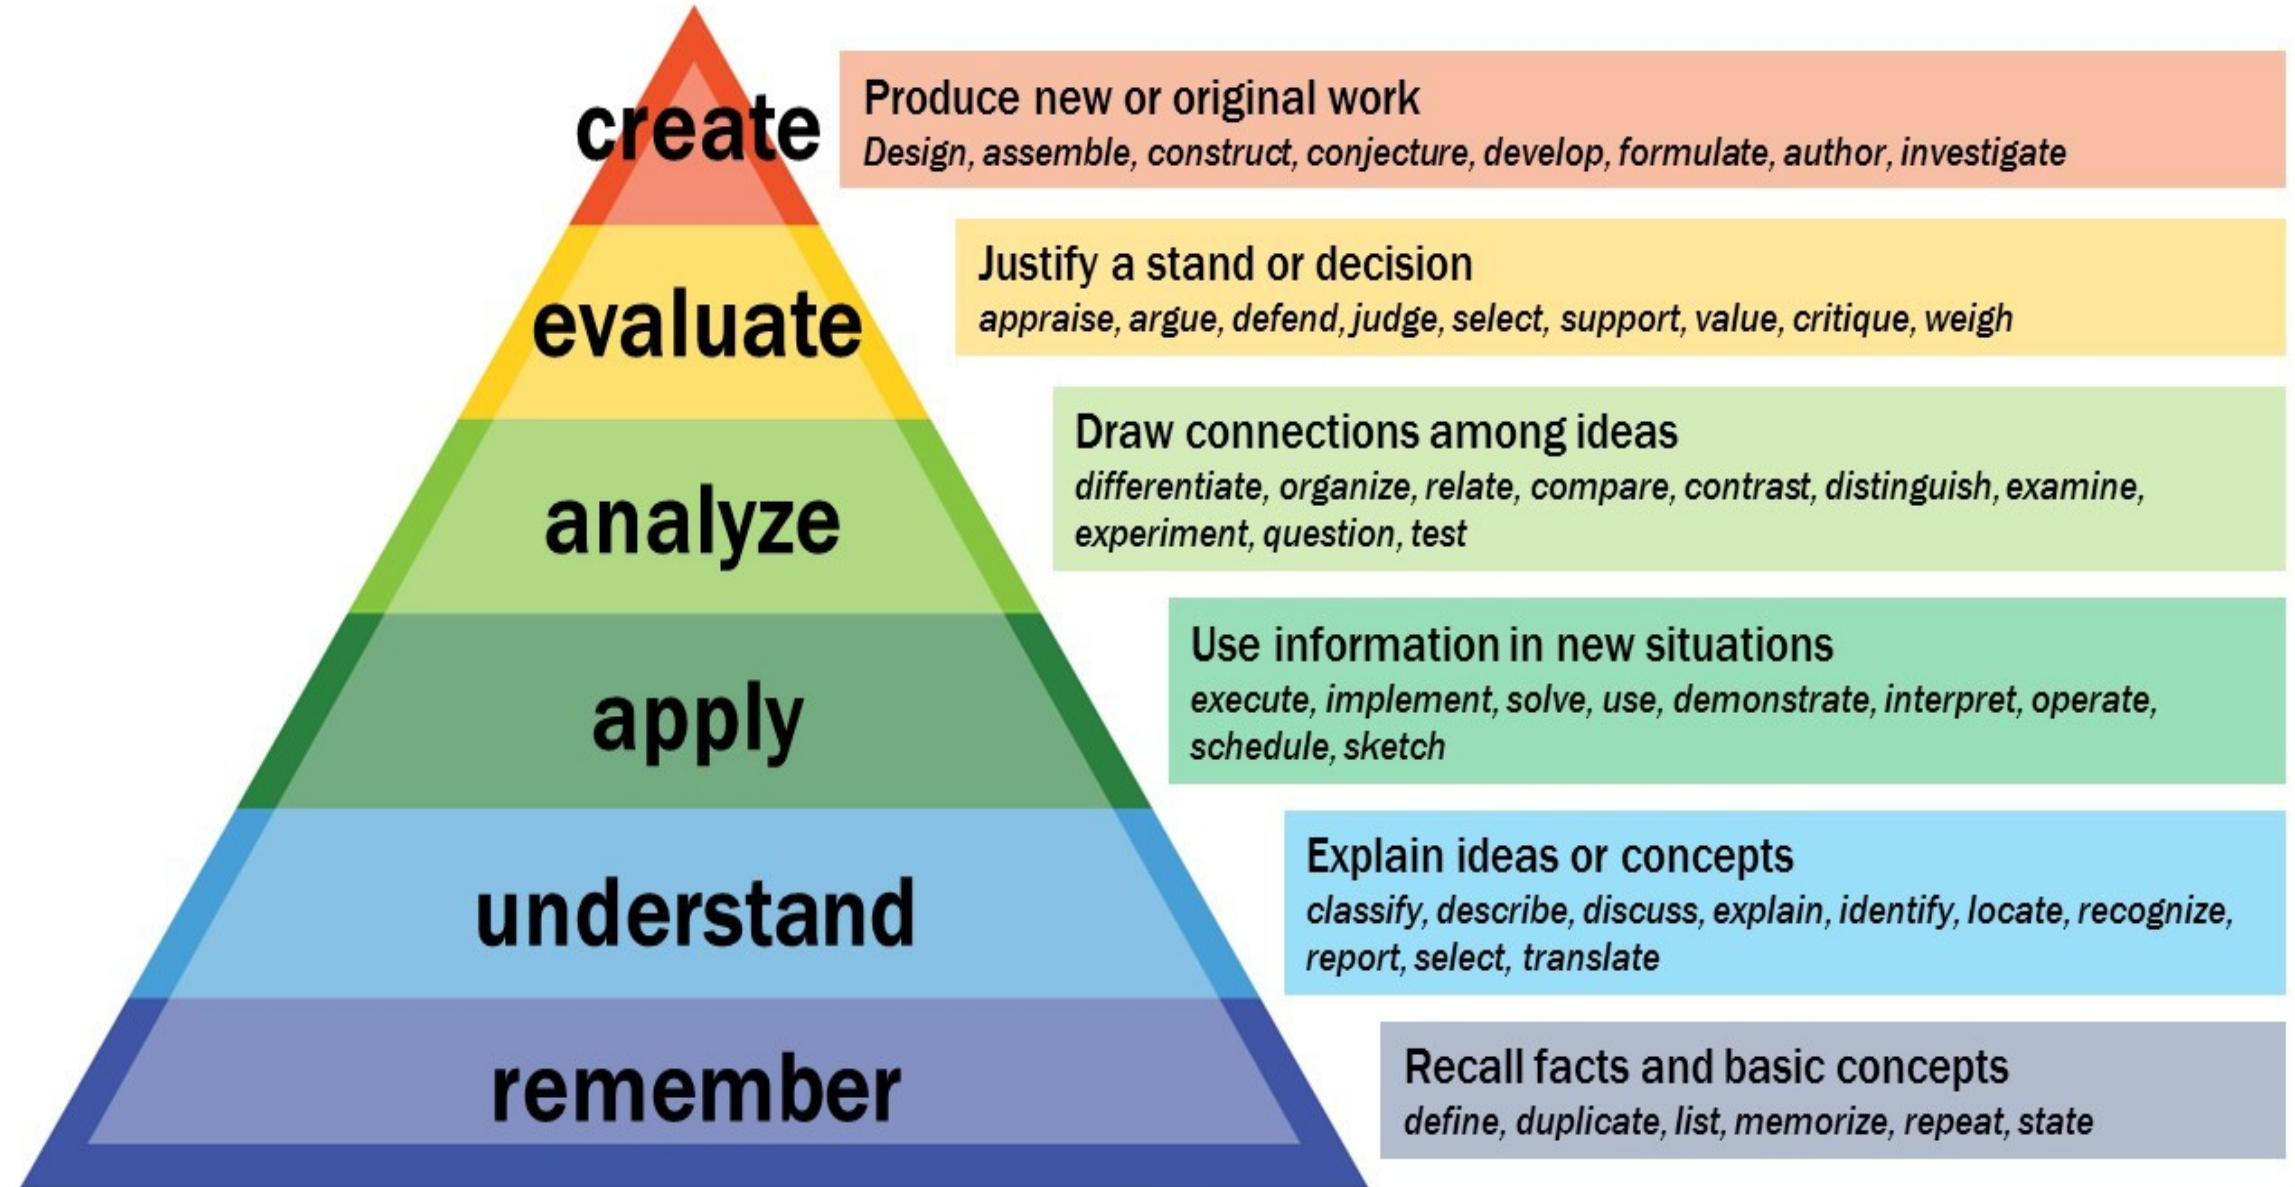 create
Produce new or original work
Design, assemble, construct, conjecture, develop, formulate, author, investigate
evaluate
Justify a stand or decision
appraise, argue, defend, judge, select, support, value, critique, weigh
analyze
Draw connections among ideas
differentiate, organize, relate, compare, contrast, distinguish, examine,
experiment, question, test
apply
Use information in new situations
execute, implement, solve, use, demonstrate, interpret, operate,
schedule, sketch
understand
Explain ideas or concepts
classify, describe, discuss, explain, identify, locate, recognize,
report, select, translate
remember
Recall facts and basic concepts
define, duplicate, list, memorize, repeat, state